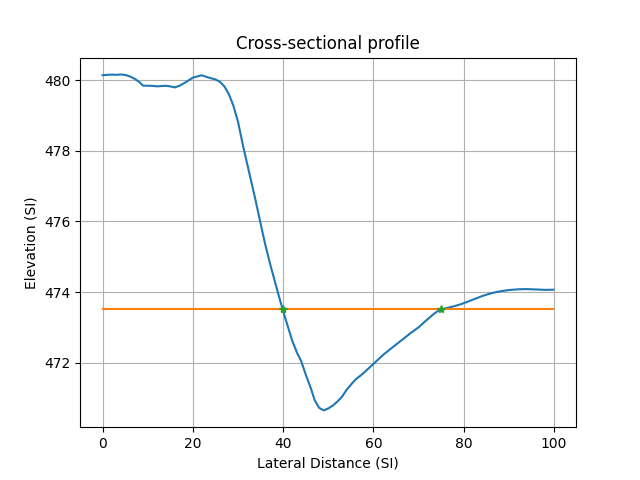 Cross-sectional profile
Elevation (SI)
480
478
476
474
472
0 20 40 60 80 100
Lateral Distance (SI)